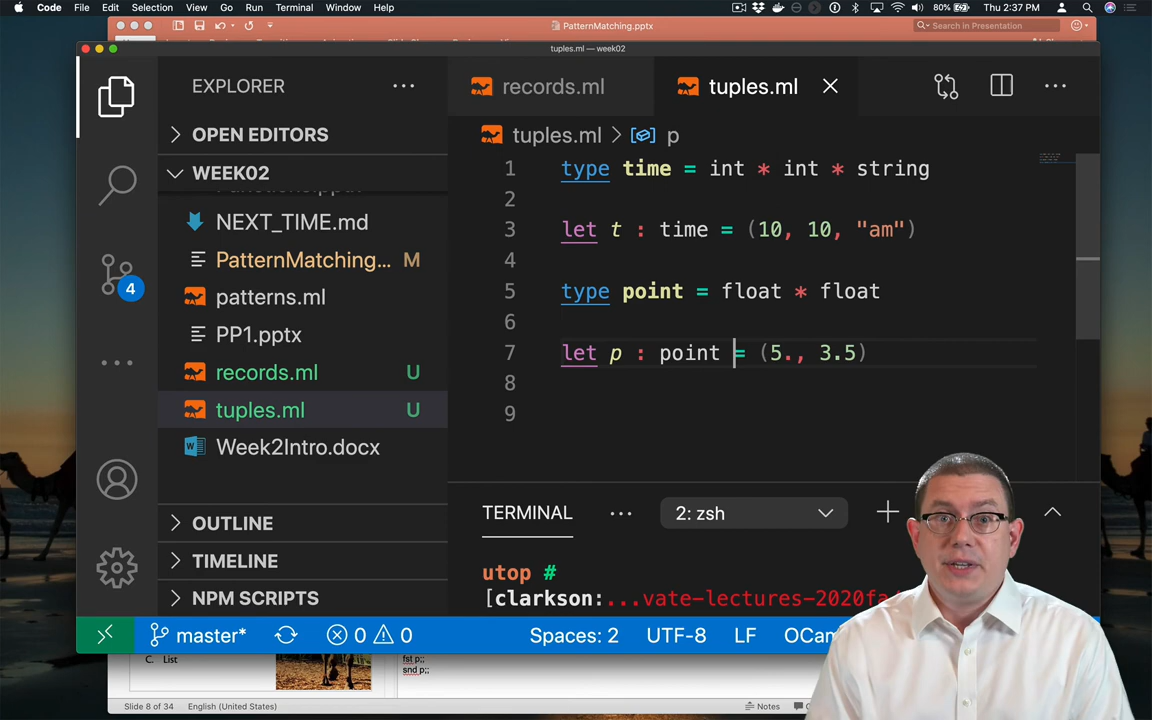 Code File Edit Selection View Go Run Terminal Window Help 80% Thu 2:37 PM
PatternMatching.pptx Search in Presentation
tuples.ml — week02
EXPLORER
records.ml tuples.ml
OPEN EDITORS
tuples.ml p
WEEK02
1 type time = int * int * string
2
NEXT_TIME.md
3 let t : time = (10, 10, "am")
PatternMatching... M
4
patterns.ml
5 type point = float * float
PP1.pptx
6
7 let p : point = (5., 3.5)
records.ml U
8
tuples.ml U
9
Week2Intro.docx
TERMINAL 2: zsh
OUTLINE
TIMELINE
utop #
NPM SCRIPTS
[clarkson:...vate-lectures-2020fa/
4
master* 0 0 Spaces: 2 UTF-8 LF OCam
C. List
fst p;;
snd p;;
Slide 8 of 34 English (United States) Notes